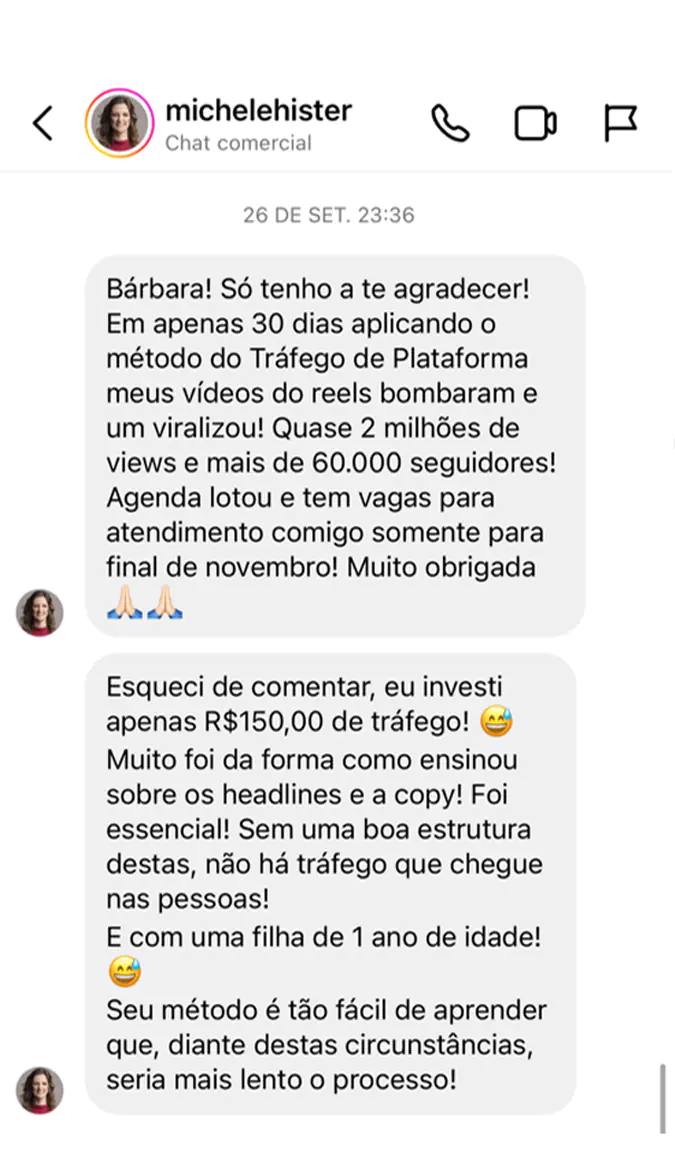 michelehister
Chat comercial
26 DE SET. 23:36
Bárbara! Só tenho a te agradecer!
Em apenas 30 dias aplicando o
método do Tráfego de Plataforma
meus vídeos do reels bombaram e
um viralizou! Quase 2 milhões de
views e mais de 60.000 seguidores!
Agenda lotou e tem vagas para
atendimento comigo somente para
final de novembro! Muito obrigada
🙏🏻🙏🏻
Esqueci de comentar, eu investi
apenas R$150,00 de tráfego! 😅
Muito foi da forma como ensinou
sobre os headlines e a copy! Foi
essencial! Sem uma boa estrutura
destas, não há tráfego que chegue
nas pessoas!
E com uma filha de 1 ano de idade!
😅
Seu método é tão fácil de aprender
que, diante destas circunstâncias,
seria mais lento o processo!